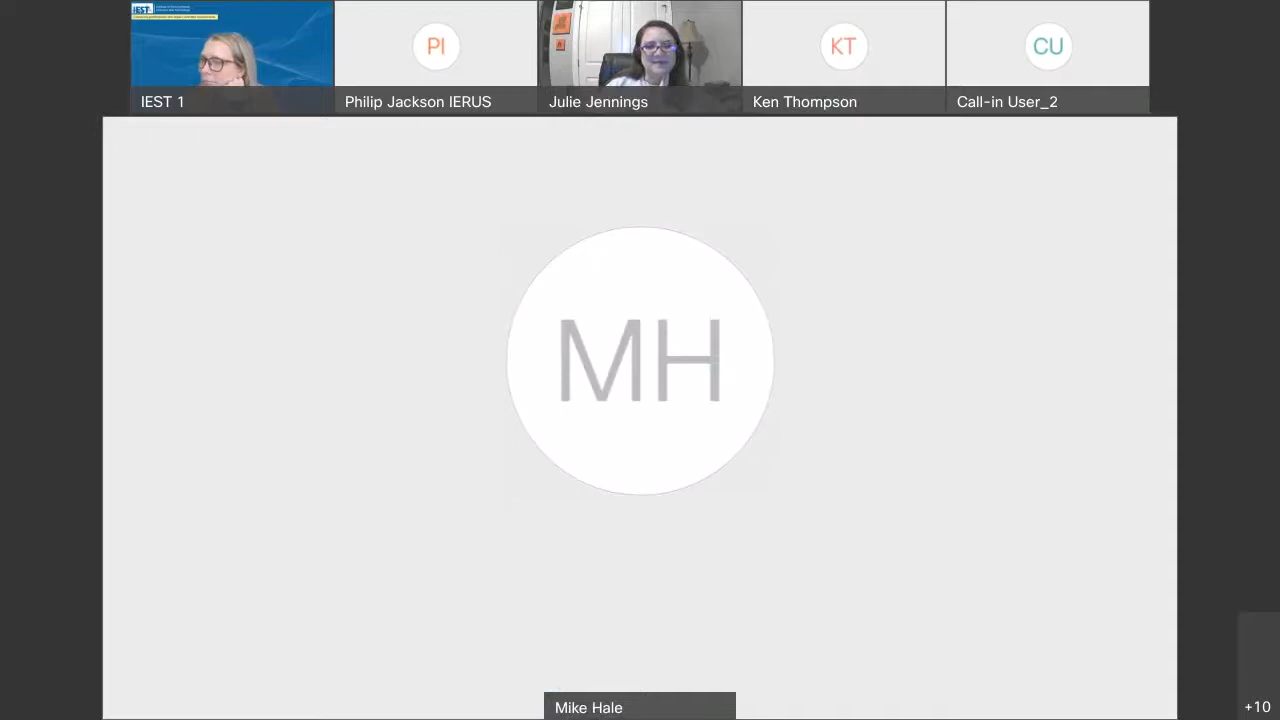 IEST
PI
KT
CU
IEST 1
Philip Jackson IERUS
Julie Jennings
Ken Thompson
Call-in User_2
MH
Mike Hale
+10